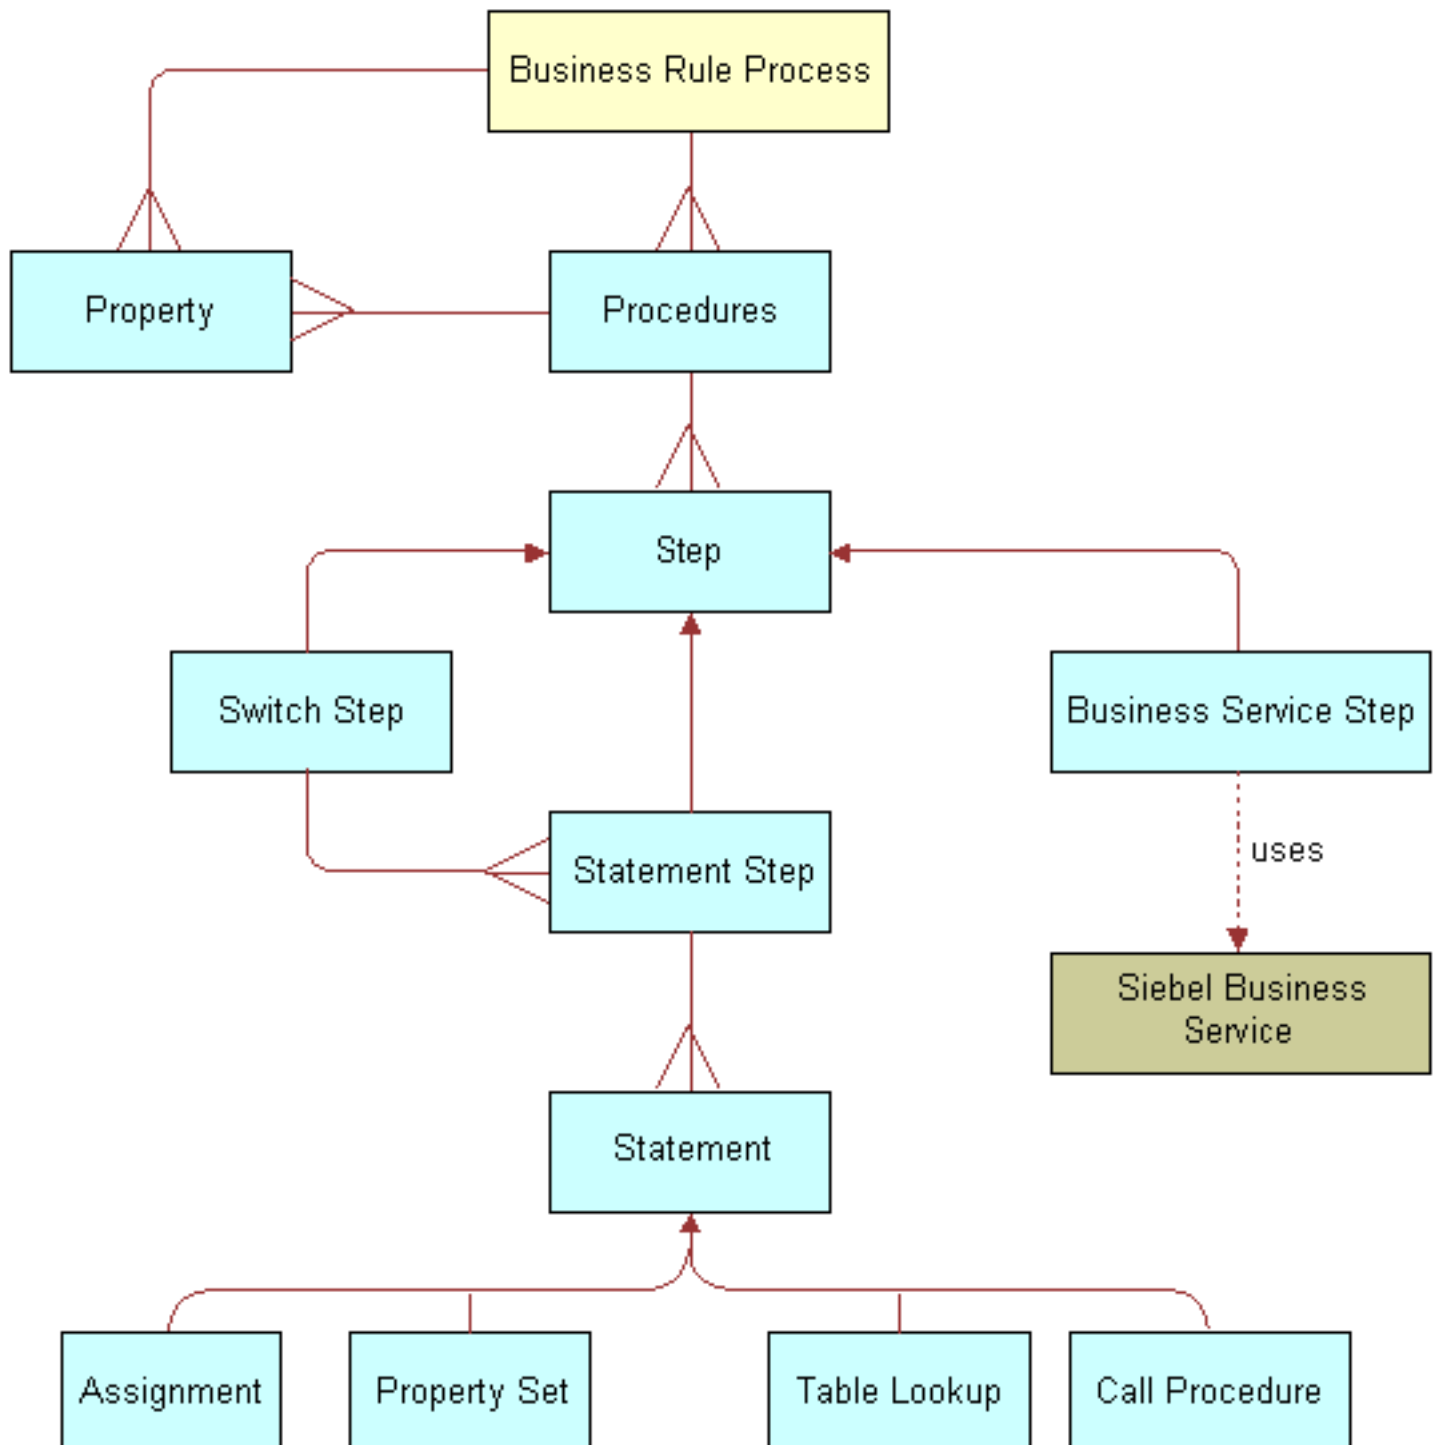 Business Rule Process
Property
Procedures
Step
Switch Step
Business Service Step
uses
Statement Step
Siebel Business
Service
Statement
Assignment
Property Set
Table Lookup
Call Procedure